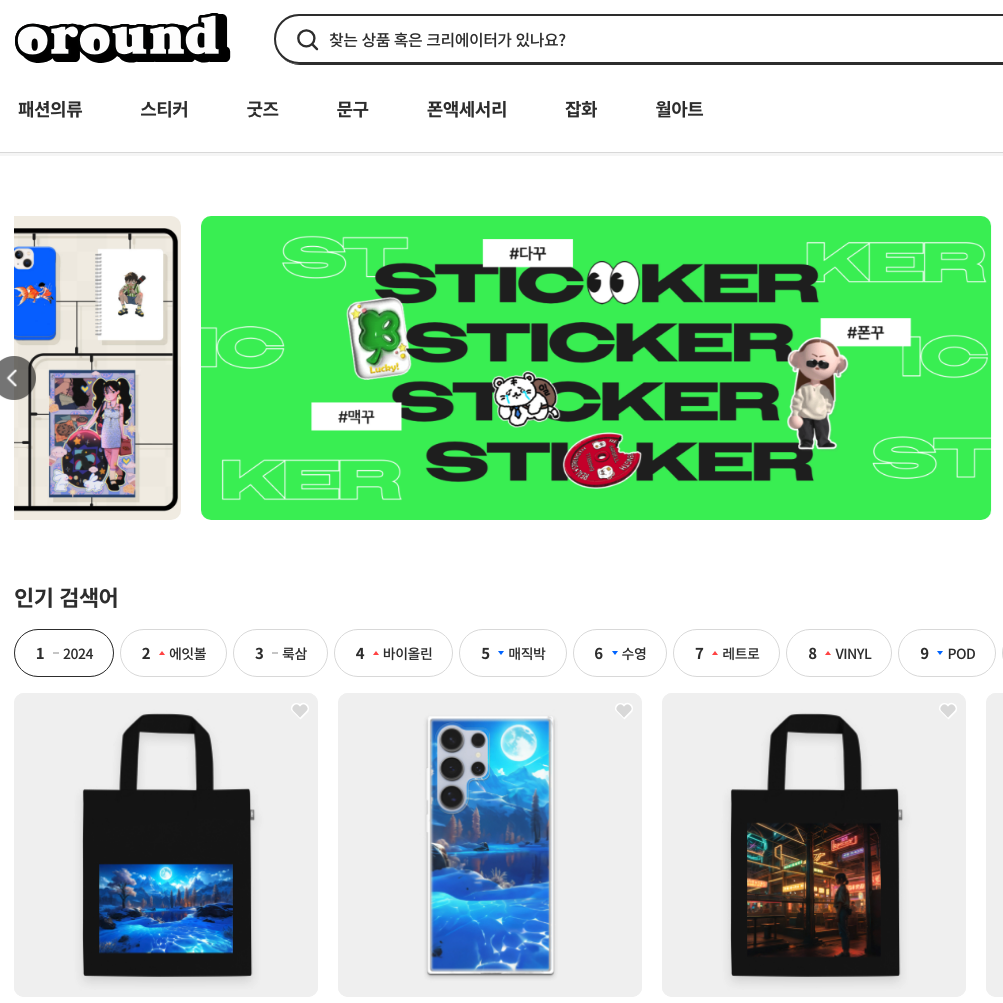 oround
찾는 상품 혹은 크리에이터가 있나요?
패션의류 스티커 굿즈 문구 폰액세서리 잡화 월아트
ST KER
#다꾸
STIC KER
#폰꾸
IC STICKER IC
Lucky!
#맥꾸
STICKER
STICKER ST
KER
인기 검색어
1 - 2024 2 에잇볼 3 - 룩삼 4 바이올린 5 매직박 6 수영 7 레트로 8 VINYL 9 POD